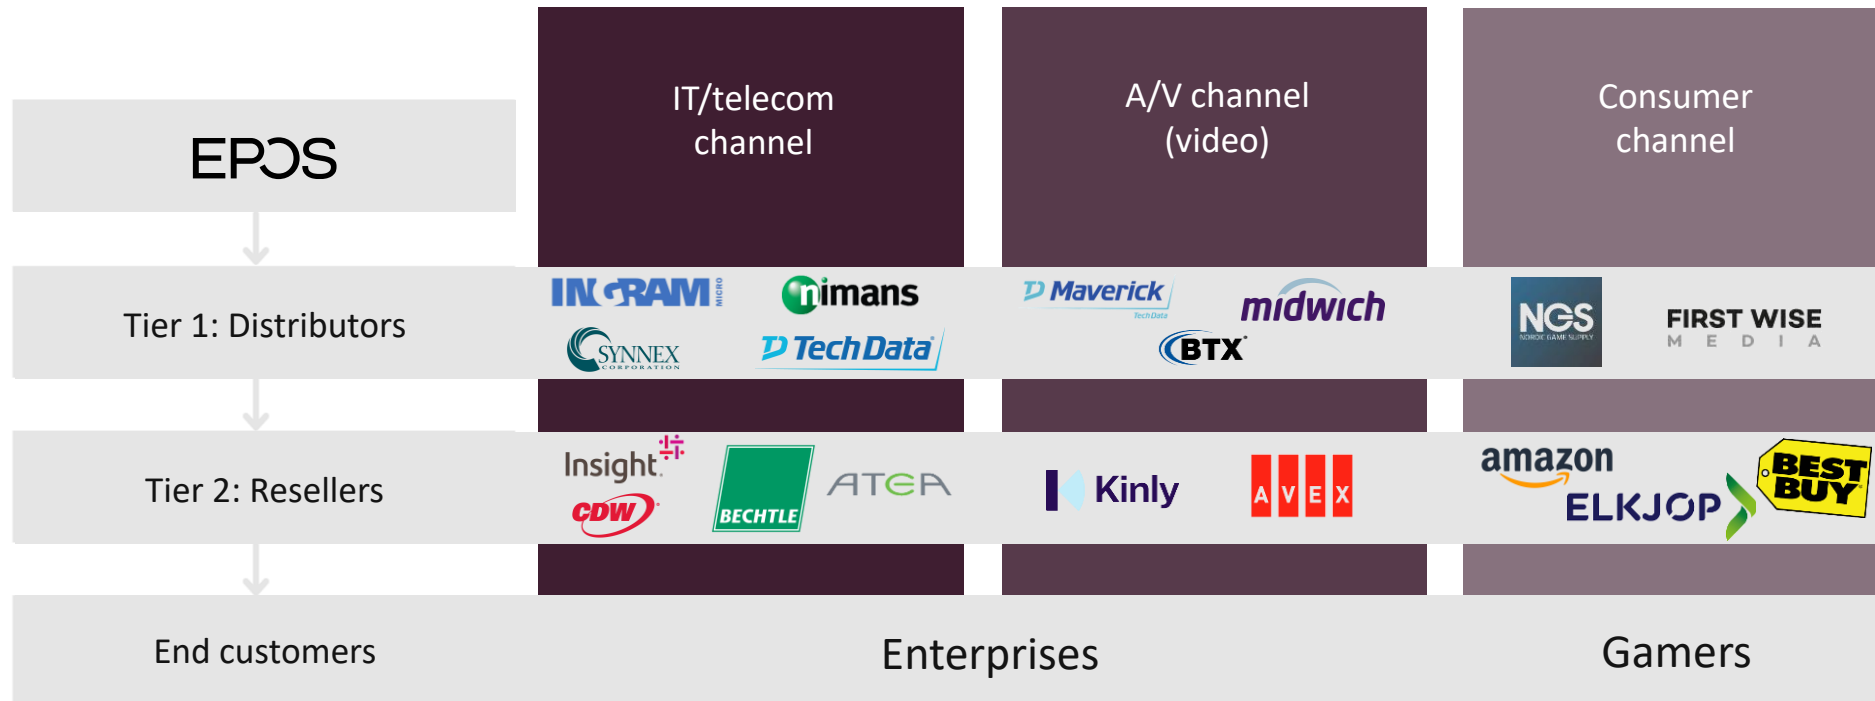 IT/telecom
channel
A/V channel
(video)
Consumer
channel
EPOS
Tier 1: Distributors
INGRAM MICRO
nimans
SYNNEX
CORPORATION
TechData
Maverick
Tech Data
midwich
BTX
NGS
NORDIC GAME SUPPLY
FIRST WISE
MEDIA
Tier 2: Resellers
Insight
CDW
BECHTLE
ATEA
Kinly
AVEX
amazon
ELKJOP
BEST
BUY
End customers
Enterprises
Gamers